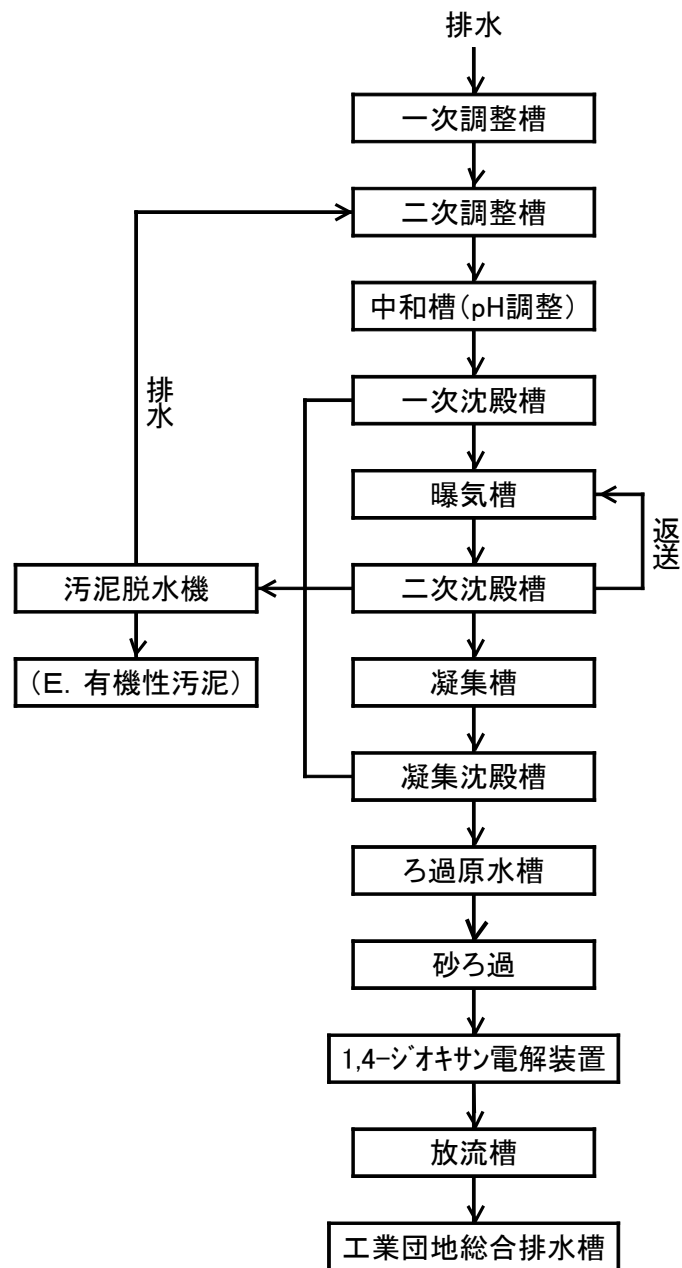 排水
一次調整槽
二次調整槽
中和槽(pH調整)
排水
一次沈殿槽
曝気槽
返送
汚泥脱水機
二次沈殿槽
(E. 有機性汚泥)
凝集槽
凝集沈殿槽
ろ過原水槽
砂ろ過
1,4-ジオキサン電解装置
放流槽
工業団地総合排水槽